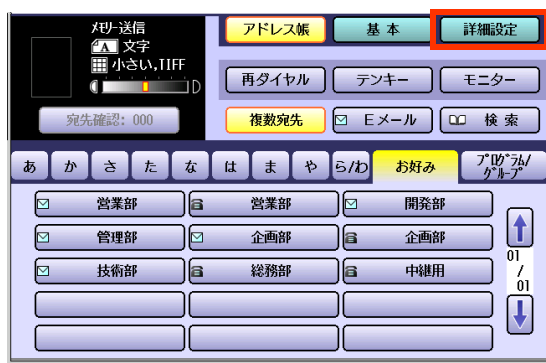 ﾒﾓﾘｰ送信
A 文字
小さい,TIFF
D
宛先確認: 000
アドレス帳 基 本 詳細設定
再ダイヤル テンキー モニター
複数宛先 Ｅメール 検 索
あ か さ た な は ま や ら/わ お好み ﾌﾟﾛｸﾞﾗﾑ/
ｸﾞﾙｰﾌﾟ
営業部 営業部 開発部
管理部 企画部 企画部
技術部 総務部 中継用
01
/
01